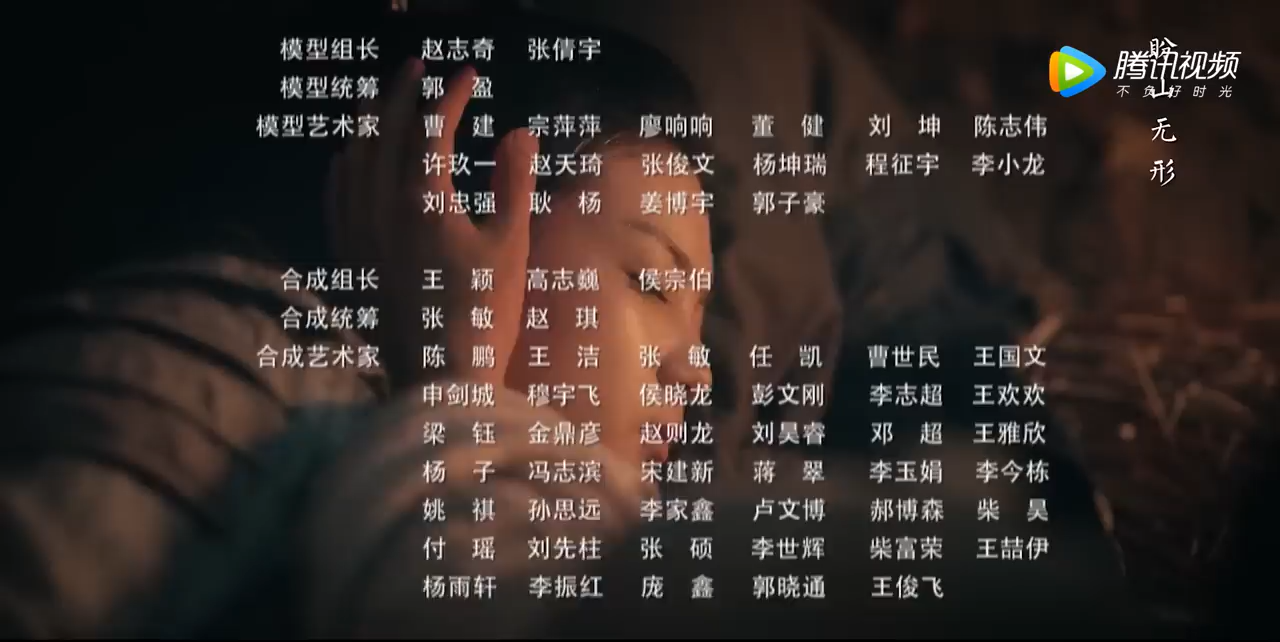 模型组长 赵志奇 张倩宇
模型统筹 郭盈
模型艺术家 曹建 宗萍萍 廖响响 董健 刘坤 陈志伟
许玖一 赵天琦 张俊文 杨坤瑞 程征宇 李小龙
刘忠强 耿杨 姜博宇 郭子豪
合成组长 王颖 高志巍 侯宗伯
合成统筹 张敏 赵琪
合成艺术家 陈鹏 王洁 张敏 任凯 曹世民 王国文
申剑城 穆宇飞 侯晓龙 彭文刚 李志超 王欢欢
梁钰 金鼎彦 赵则龙 刘昊睿 邓超 王雅欣
杨子 冯志滨 宋建新 蒋翠 李玉娟 李今栋
姚祺 孙思远 李家鑫 卢文博 郝博森 柴昊
付瑶 刘先柱 张硕 李世辉 柴富荣 王喆伊
杨雨轩 李振红 庞鑫 郭晓通 王俊飞
腾讯视频
不负好时光
盼山无形